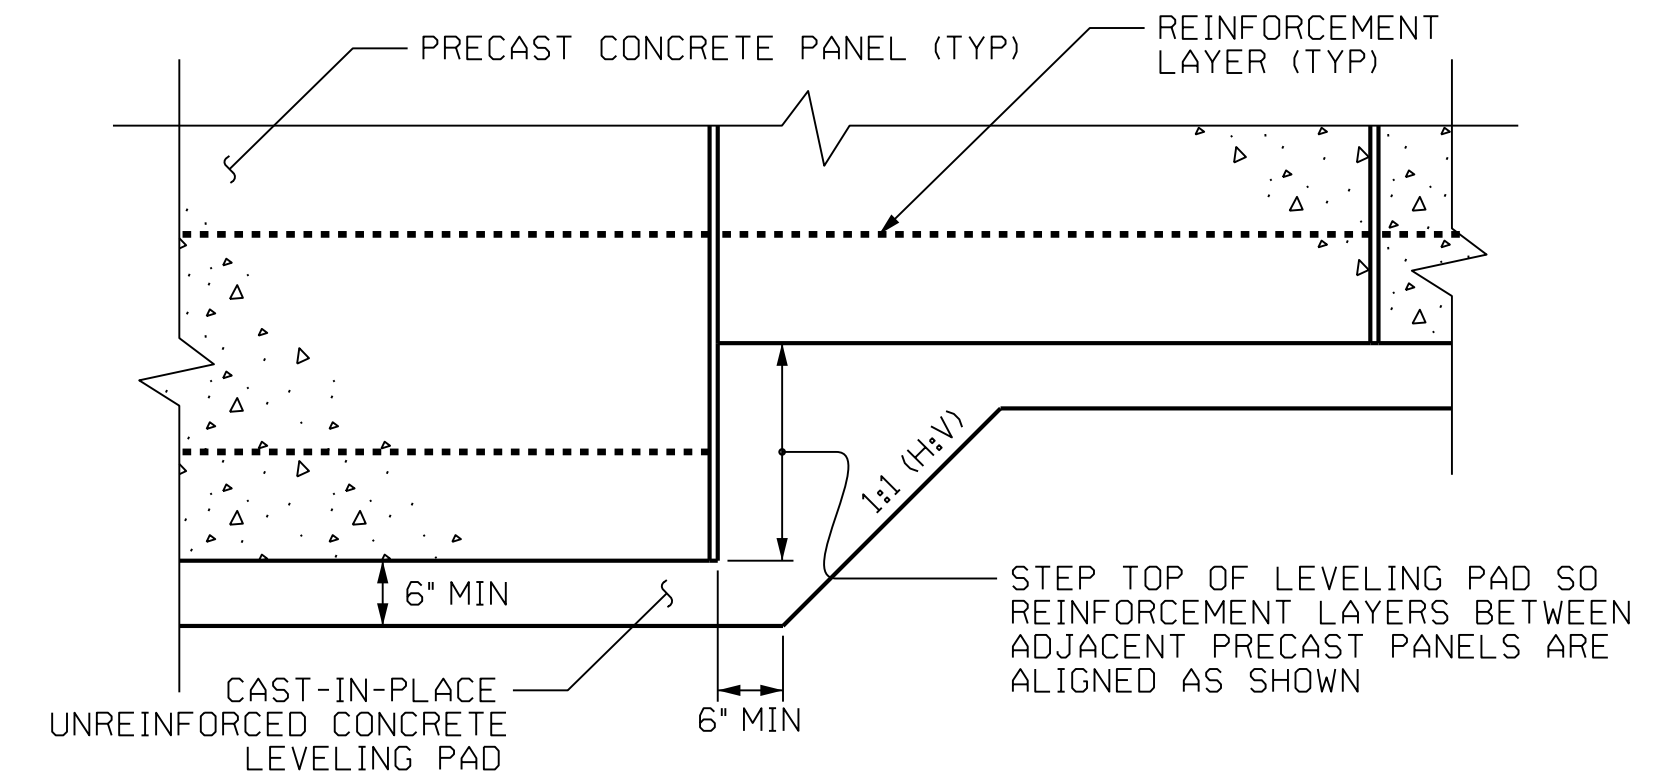 PRECAST CONCRETE PANEL (TYP)
REINFORCEMENT
LAYER (TYP)
1:1 (H:V)
6" MIN
STEP TOP OF LEVELING PAD SO
REINFORCEMENT LAYERS BETWEEN
ADJACENT PRECAST PANELS ARE
ALIGNED AS SHOWN
CAST-IN-PLACE
UNREINFORCED CONCRETE
LEVELING PAD
6" MIN